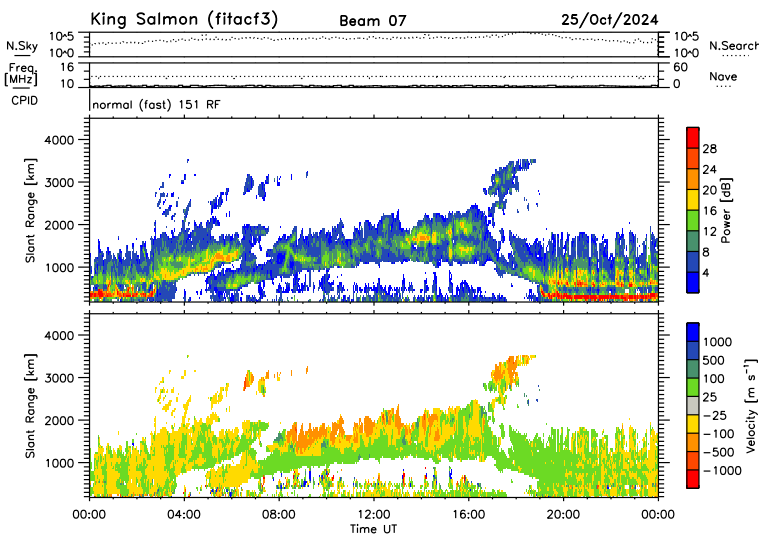 King Salmon (fitacf3) Beam 07 25/Oct/2024
N.Sky 10^5 10^0 10^5 10^0 N.Search
Freq. [MHz] 16 10 60 0 Nave
CPID normal (fast) 151 RF
Slant Range [km] 4000 3000 2000 1000
Power [dB] 28 24 20 16 12 8 4
Slant Range [km] 4000 3000 2000 1000
Velocity [m s⁻¹] 1000 500 100 25 −25 −100 −500 −1000
00:00 04:00 08:00 12:00 16:00 20:00 00:00
Time UT